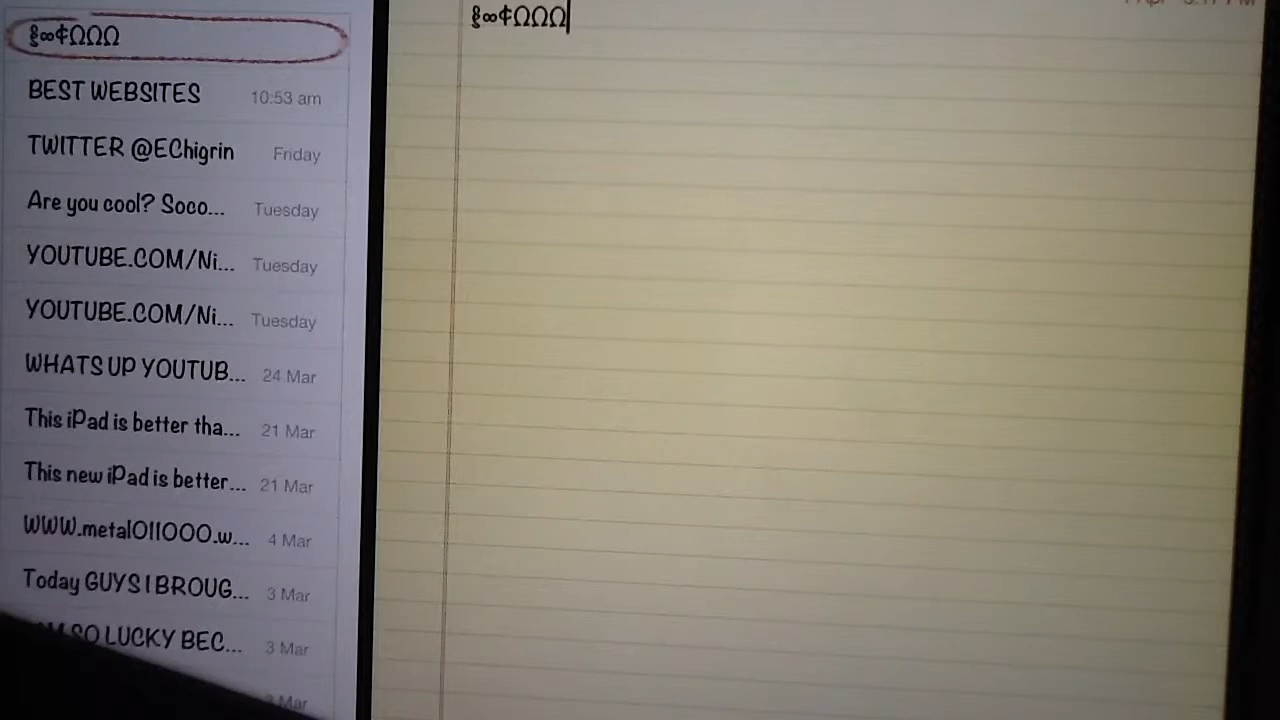 §∞¢ΩΩΩ
BEST WEBSITES 10:53 am
TWITTER @EChigrin Friday
Are you cool? Soco... Tuesday
YOUTUBE.COM/Ni... Tuesday
YOUTUBE.COM/Ni... Tuesday
WHATS UP YOUTUB... 24 Mar
This iPad is better tha... 21 Mar
This new iPad is better... 21 Mar
WWW.metal011000.w... 4 Mar
Today GUYS I BROUG... 3 Mar
SO LUCKY BEC... 3 Mar
Mar
§∞¢ΩΩΩ